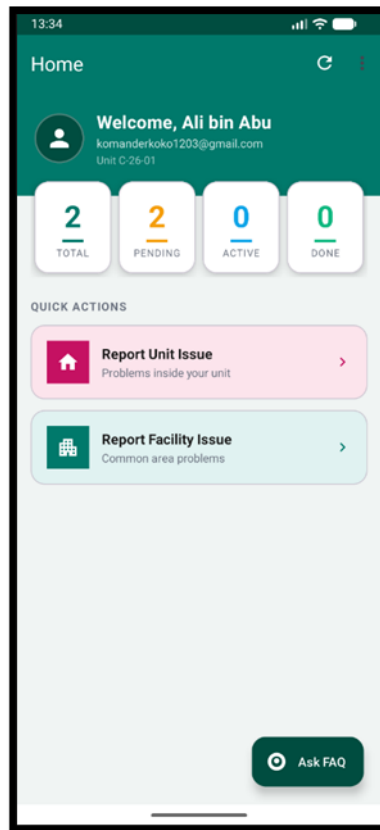 13:34
Home
Welcome, Ali bin Abu
komanderkoko1203@gmail.com
Unit C-26-01
2 2 0 0
TOTAL PENDING ACTIVE DONE
QUICK ACTIONS
Report Unit Issue
Problems inside your unit
Report Facility Issue
Common area problems
Ask FAQ